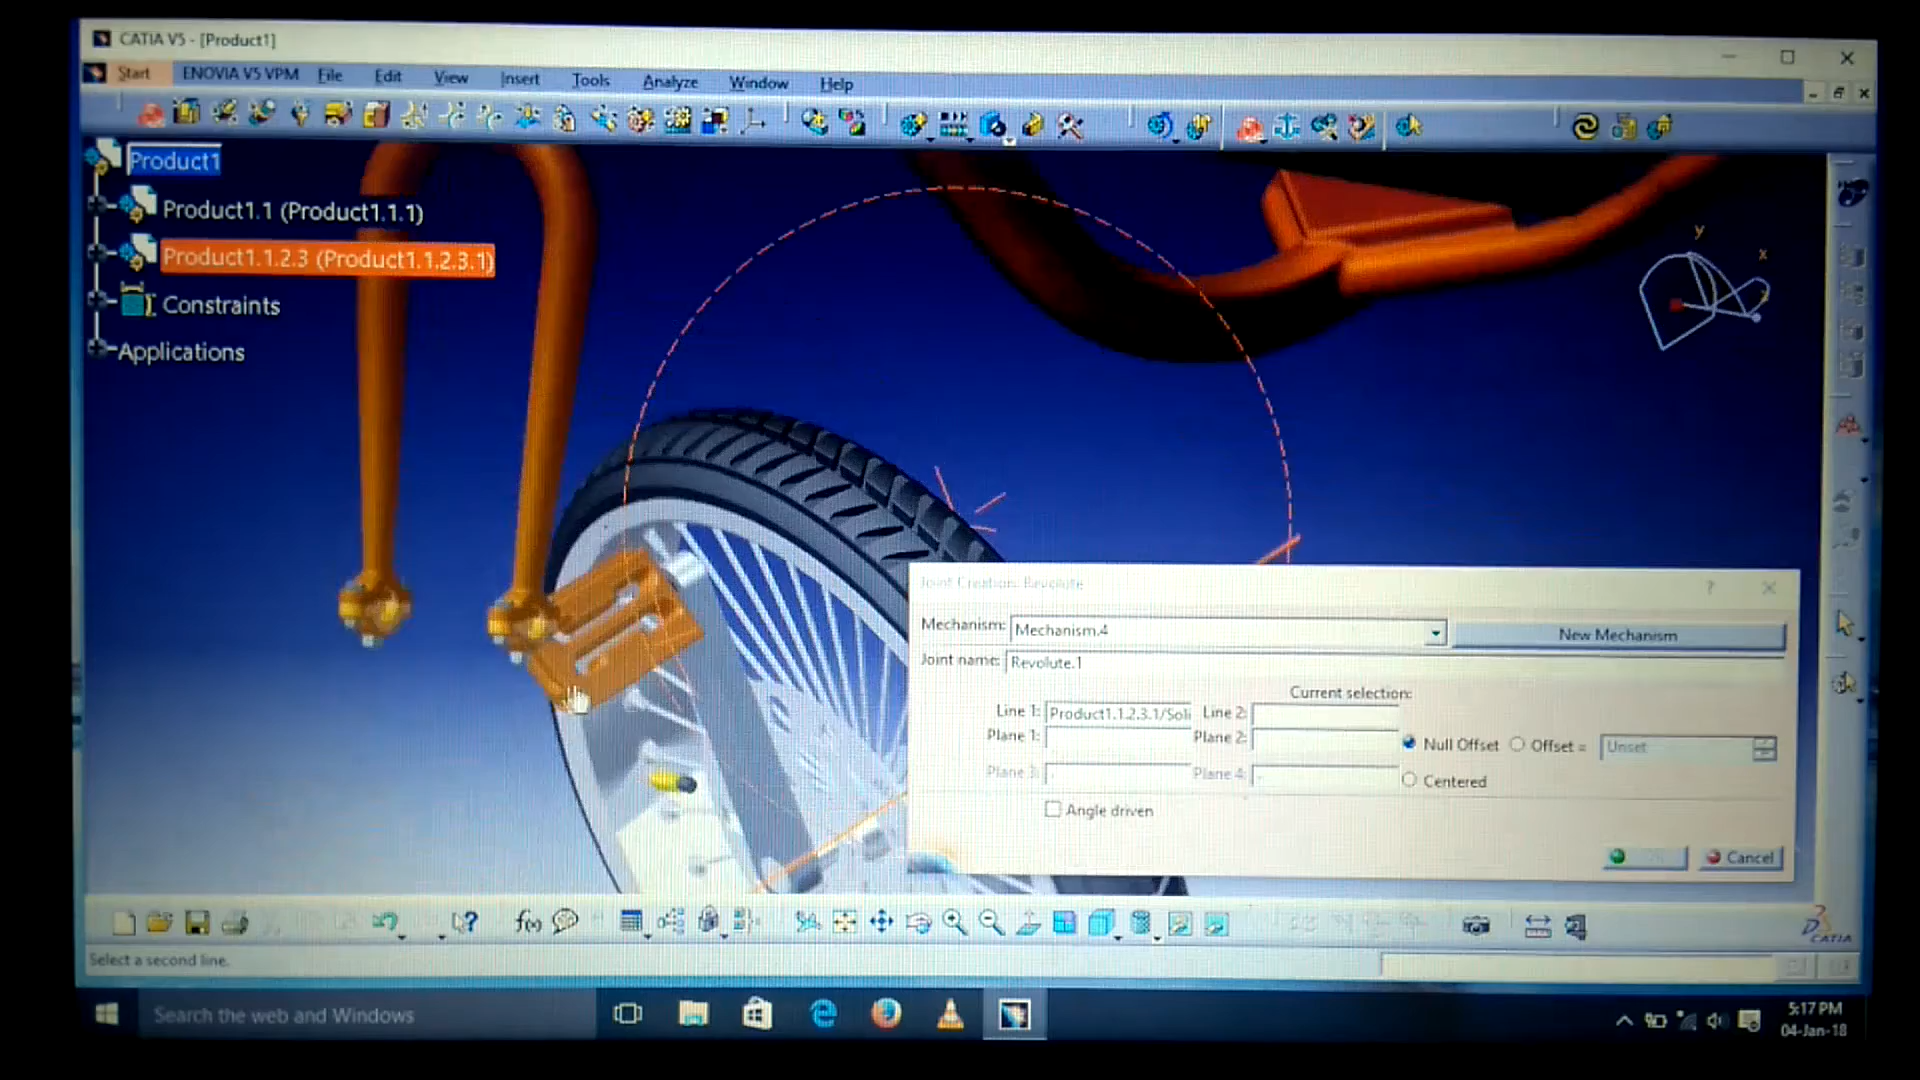 CATIA V5 - [Product1]
Start ENOVIA V5 VPM File Edit View Insert Tools Analyze Window Help
Product1
Product1.1 (Product1.1.1)
Product1.1.2.3 (Product1.1.2.3.1)
Constraints
Applications
y
x
Joint Creation: Revolute
Mechanism: Mechanism.4 New Mechanism
Joint name: Revolute.1
Current selection:
Line 1: Product1.1.2.3.1/Soli Line 2:
Plane 1: Plane 2: Null Offset Offset = Unset
Plane 3: Plane 4: Centered
Angle driven
Cancel
f(x)
CATIA
Select a second line.
Search the web and Windows
5:17 PM
04-Jan-18